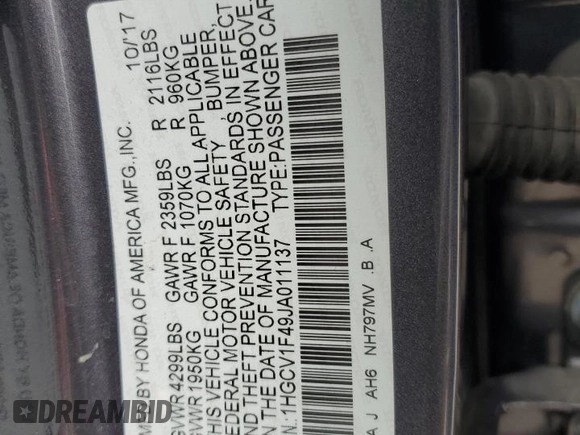 MFD BY HONDA OF AMERICA MFG.,INC. 10/17
GVWR 4299LBS GAWR F 2359LBS R 2116LBS
GVWR 1950KG GAWR F 1070KG R 960KG
THIS VEHICLE CONFORMS TO ALL APPLICABLE
FEDERAL MOTOR VEHICLE SAFETY, BUMPER,
AND THEFT PREVENTION STANDARDS IN EFFECT
ON THE DATE OF MANUFACTURE SHOWN ABOVE.
V.I.N.:1HGCV1F49JA011137 TYPE:PASSENGER CAR
A J AH6 NH797MV .B .A
DREAMBID